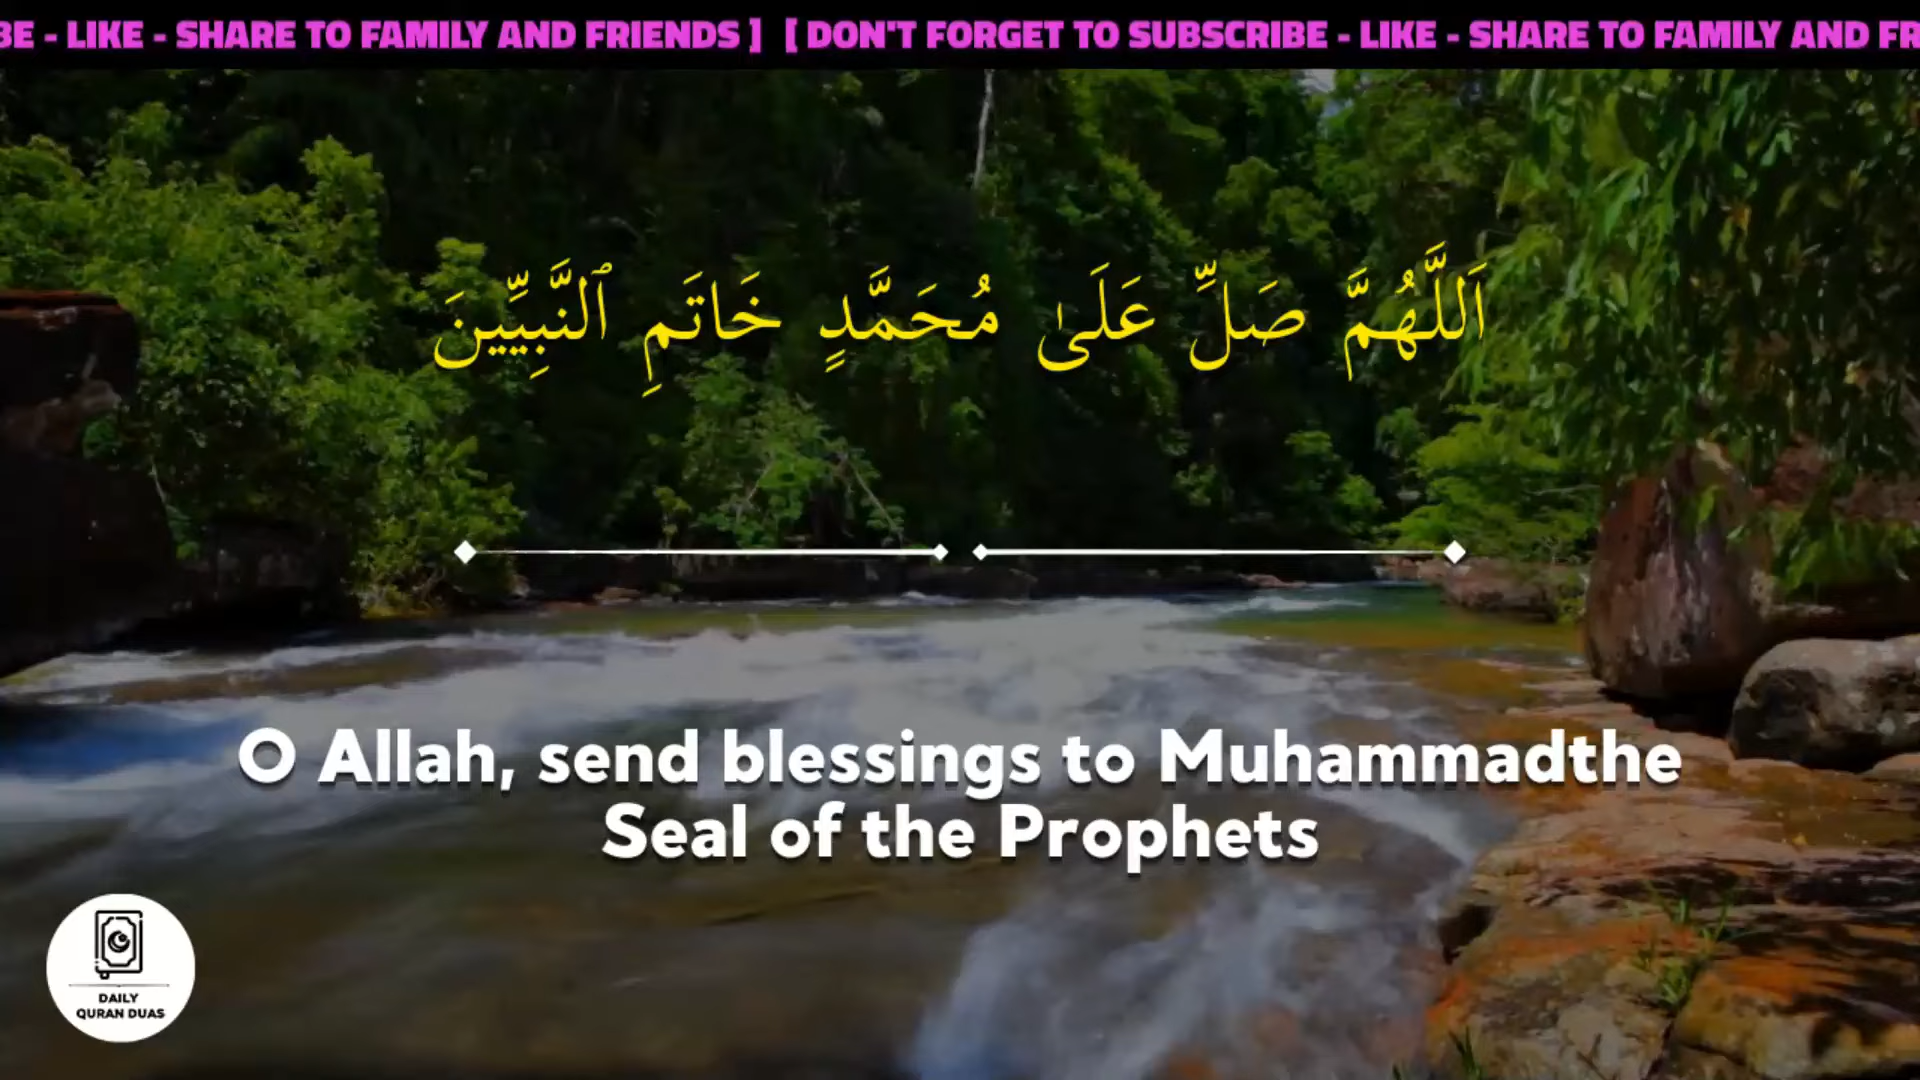 BE - LIKE - SHARE TO FAMILY AND FRIENDS ] [ DON'T FORGET TO SUBSCRIBE - LIKE - SHARE TO FAMILY AND FR
اَللَّهُمَّ صَلِّ عَلَىٰ مُحَمَّدٍ خَاتَمِ ٱلنَّبِيِّينَ
O Allah, send blessings to Muhammadthe
Seal of the Prophets
DAILY
QURAN DUAS